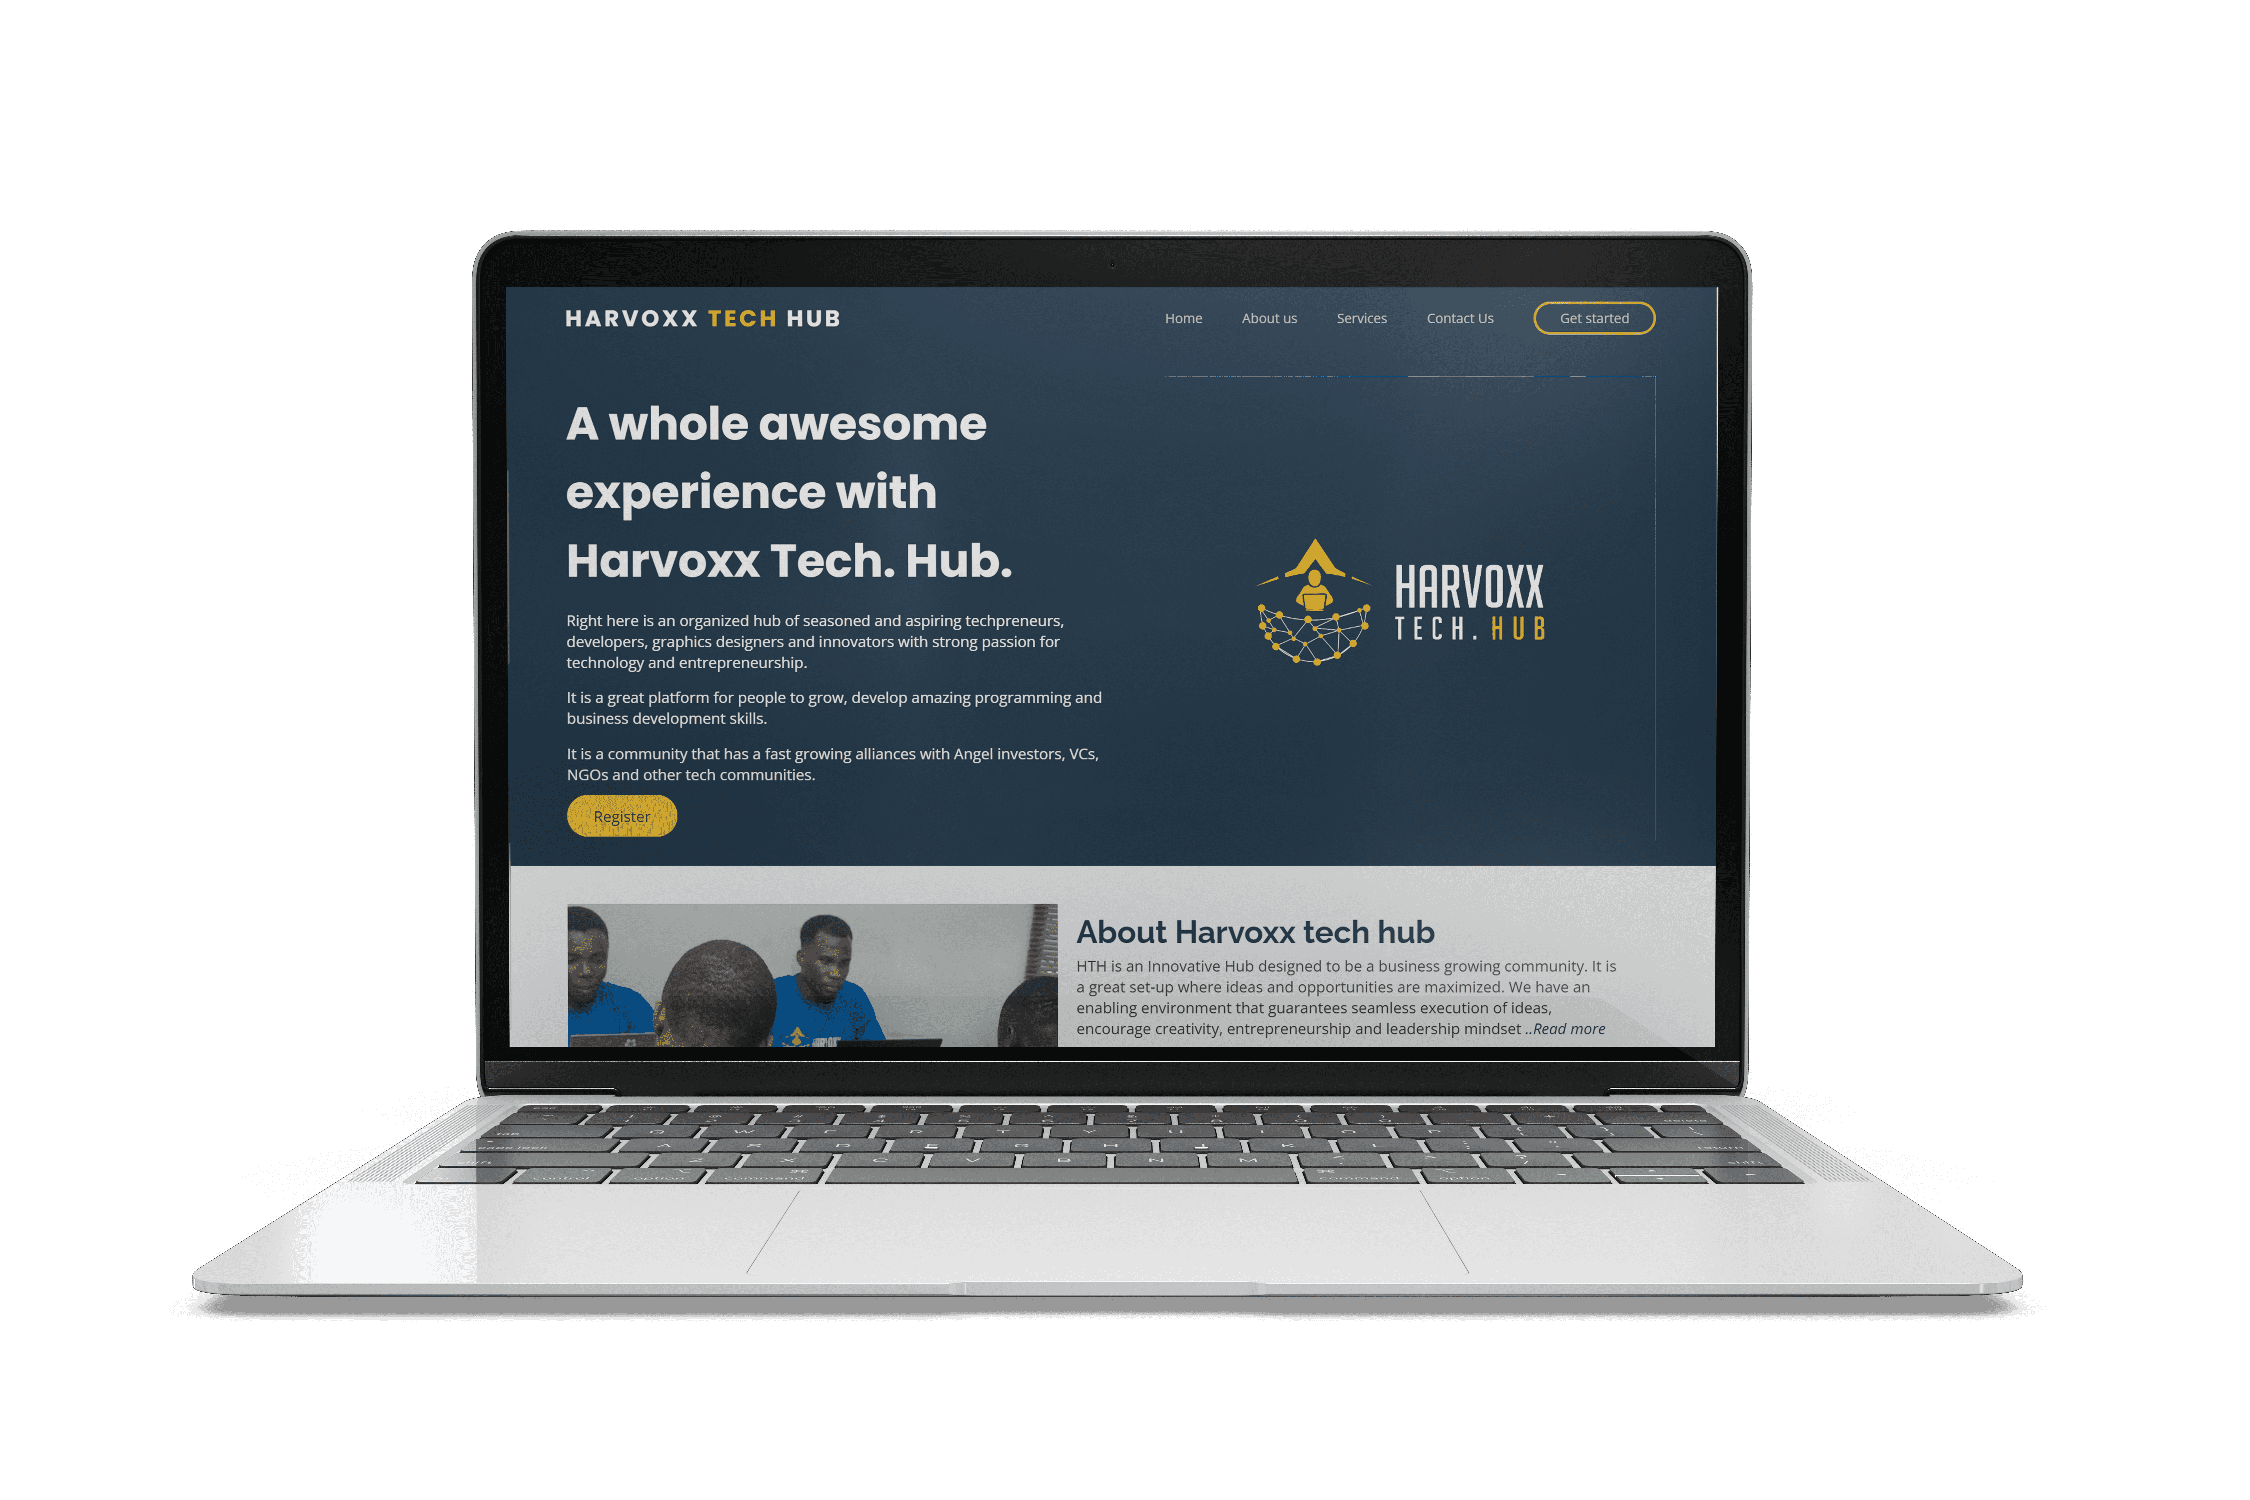 HARVOXX TECH HUB
Home About us Services Contact Us Get started
A whole awesome
experience with
Harvoxx Tech. Hub.
Right here is an organized hub of seasoned and aspiring techpreneurs,
developers, graphics designers and innovators with strong passion for
technology and entrepreneurship.
It is a great platform for people to grow, develop amazing programming and
business development skills.
It is a community that has a fast growing alliances with Angel investors, VCs,
NGOs and other tech communities.
Register
HARVOXX
TECH. HUB
About Harvoxx tech hub
HTH is an Innovative Hub designed to be a business growing community. It is
a great set-up where ideas and opportunities are maximized. We have an
enabling environment that guarantees seamless execution of ideas,
encourage creativity, entrepreneurship and leadership mindset ..Read more